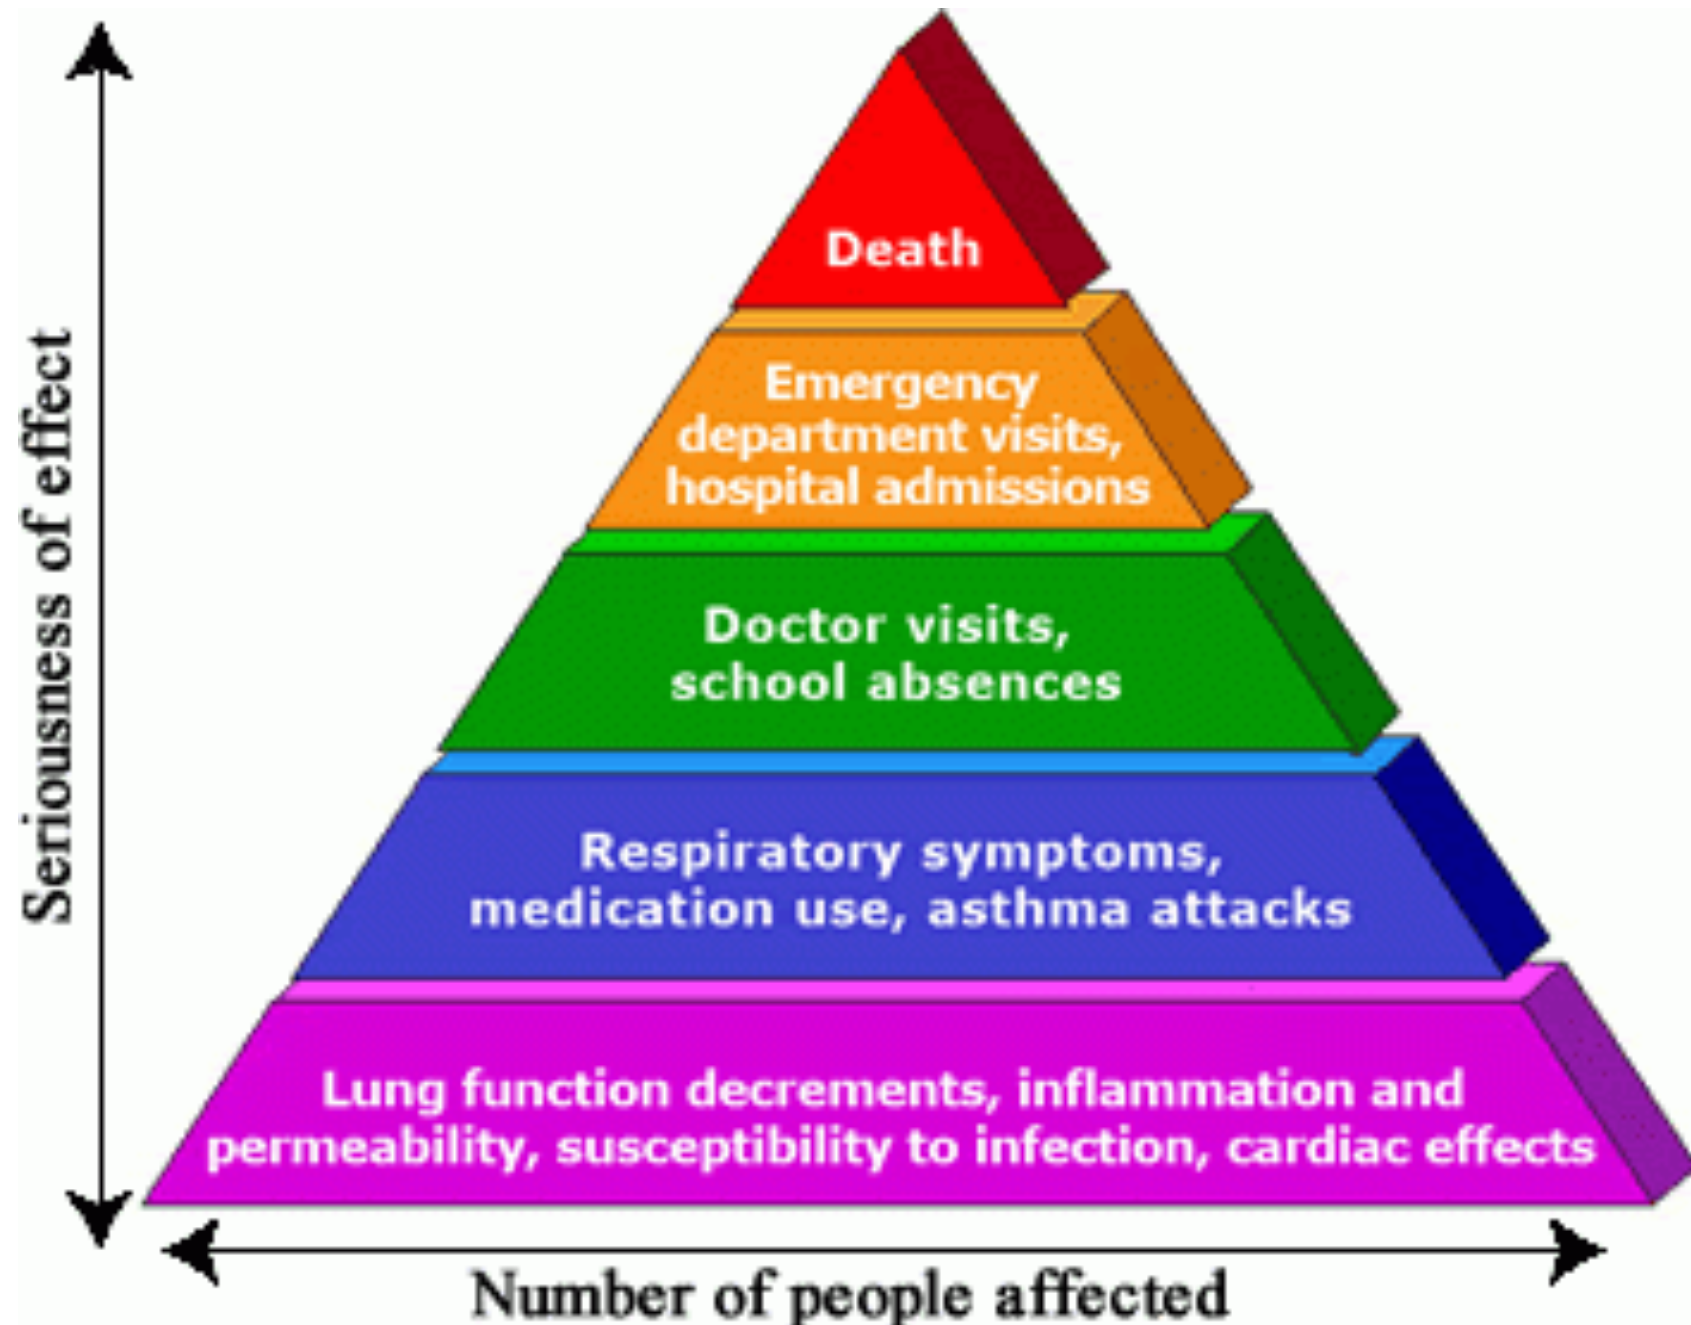 Seriousness of effect
Death
Emergency
department visits,
hospital admissions
Doctor visits,
school absences
Respiratory symptoms,
medication use, asthma attacks
Lung function decrements, inflammation and
permeability, susceptibility to infection, cardiac effects
Number of people affected